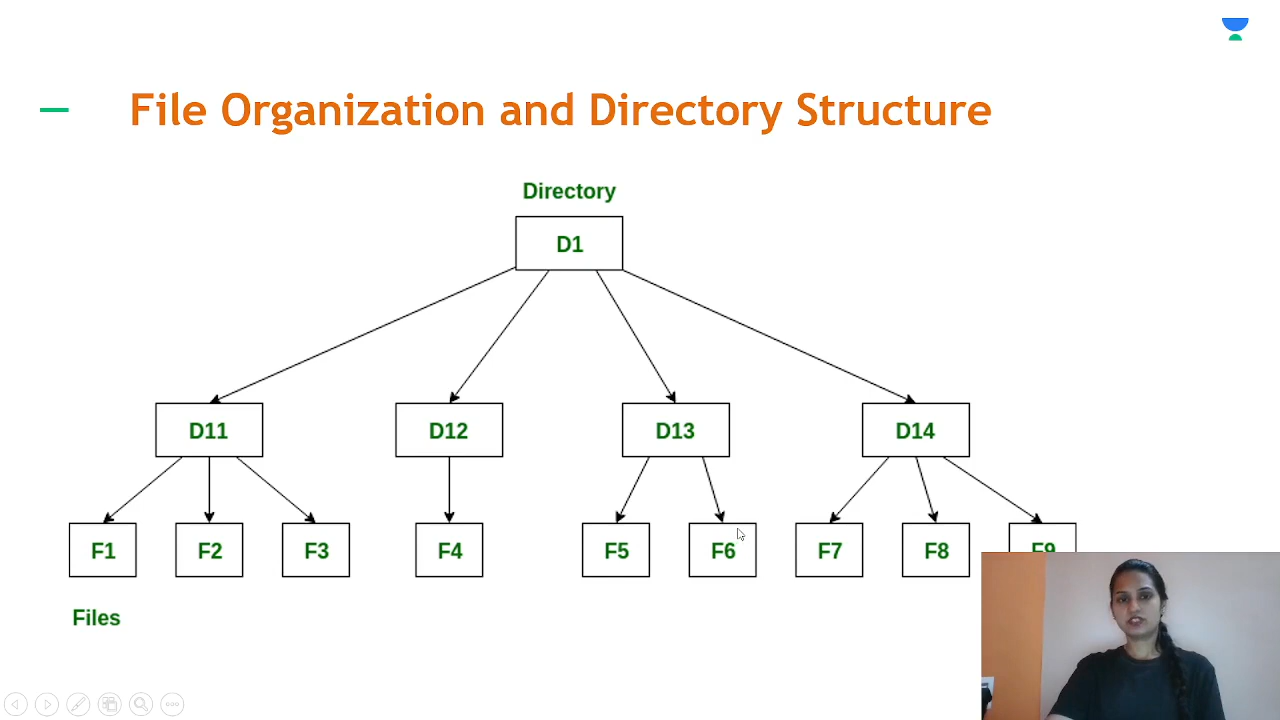 File Organization and Directory Structure
Directory
D1
D11 D12 D13 D14
F1 F2 F3 F4 F5 F6 F7 F8 F9
Files